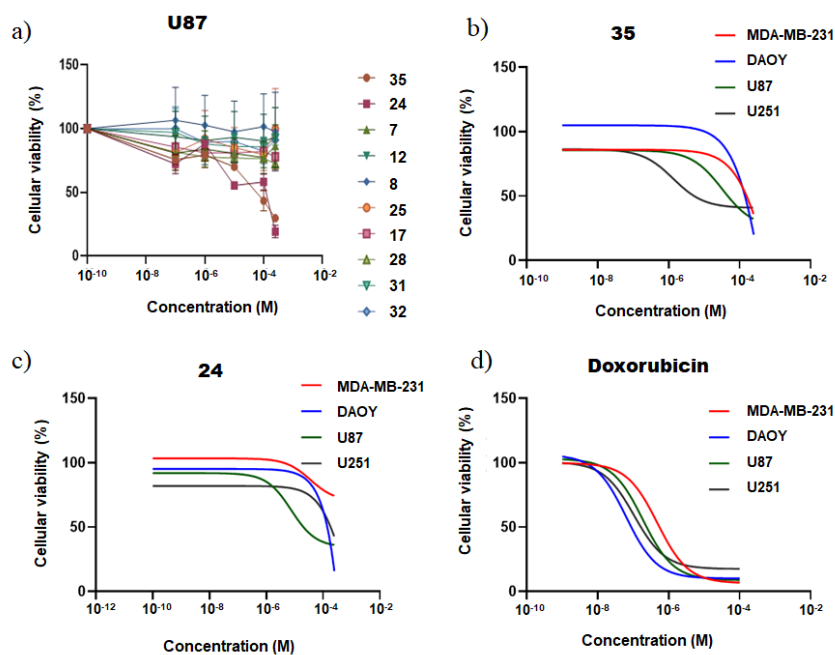 a)
U87
Cellular viability (%)
150
100
50
0
10-10
10-8
10-6
10-4
10-2
Concentration (M)
35
24
7
12
8
25
17
28
31
32
b)
35
MDA-MB-231
DAOY
U87
U251
Cellular viability (%)
150
100
50
0
10-10
10-8
10-6
10-4
10-2
Concentration (M)
c)
24
MDA-MB-231
DAOY
U87
U251
Cellular viability (%)
150
100
50
0
10-12
10-10
10-8
10-6
10-4
10-2
Concentration (M)
d)
Doxorubicin
MDA-MB-231
DAOY
U87
U251
Cellular viability (%)
150
100
50
0
10-10
10-8
10-6
10-4
10-2
Concentration (M)